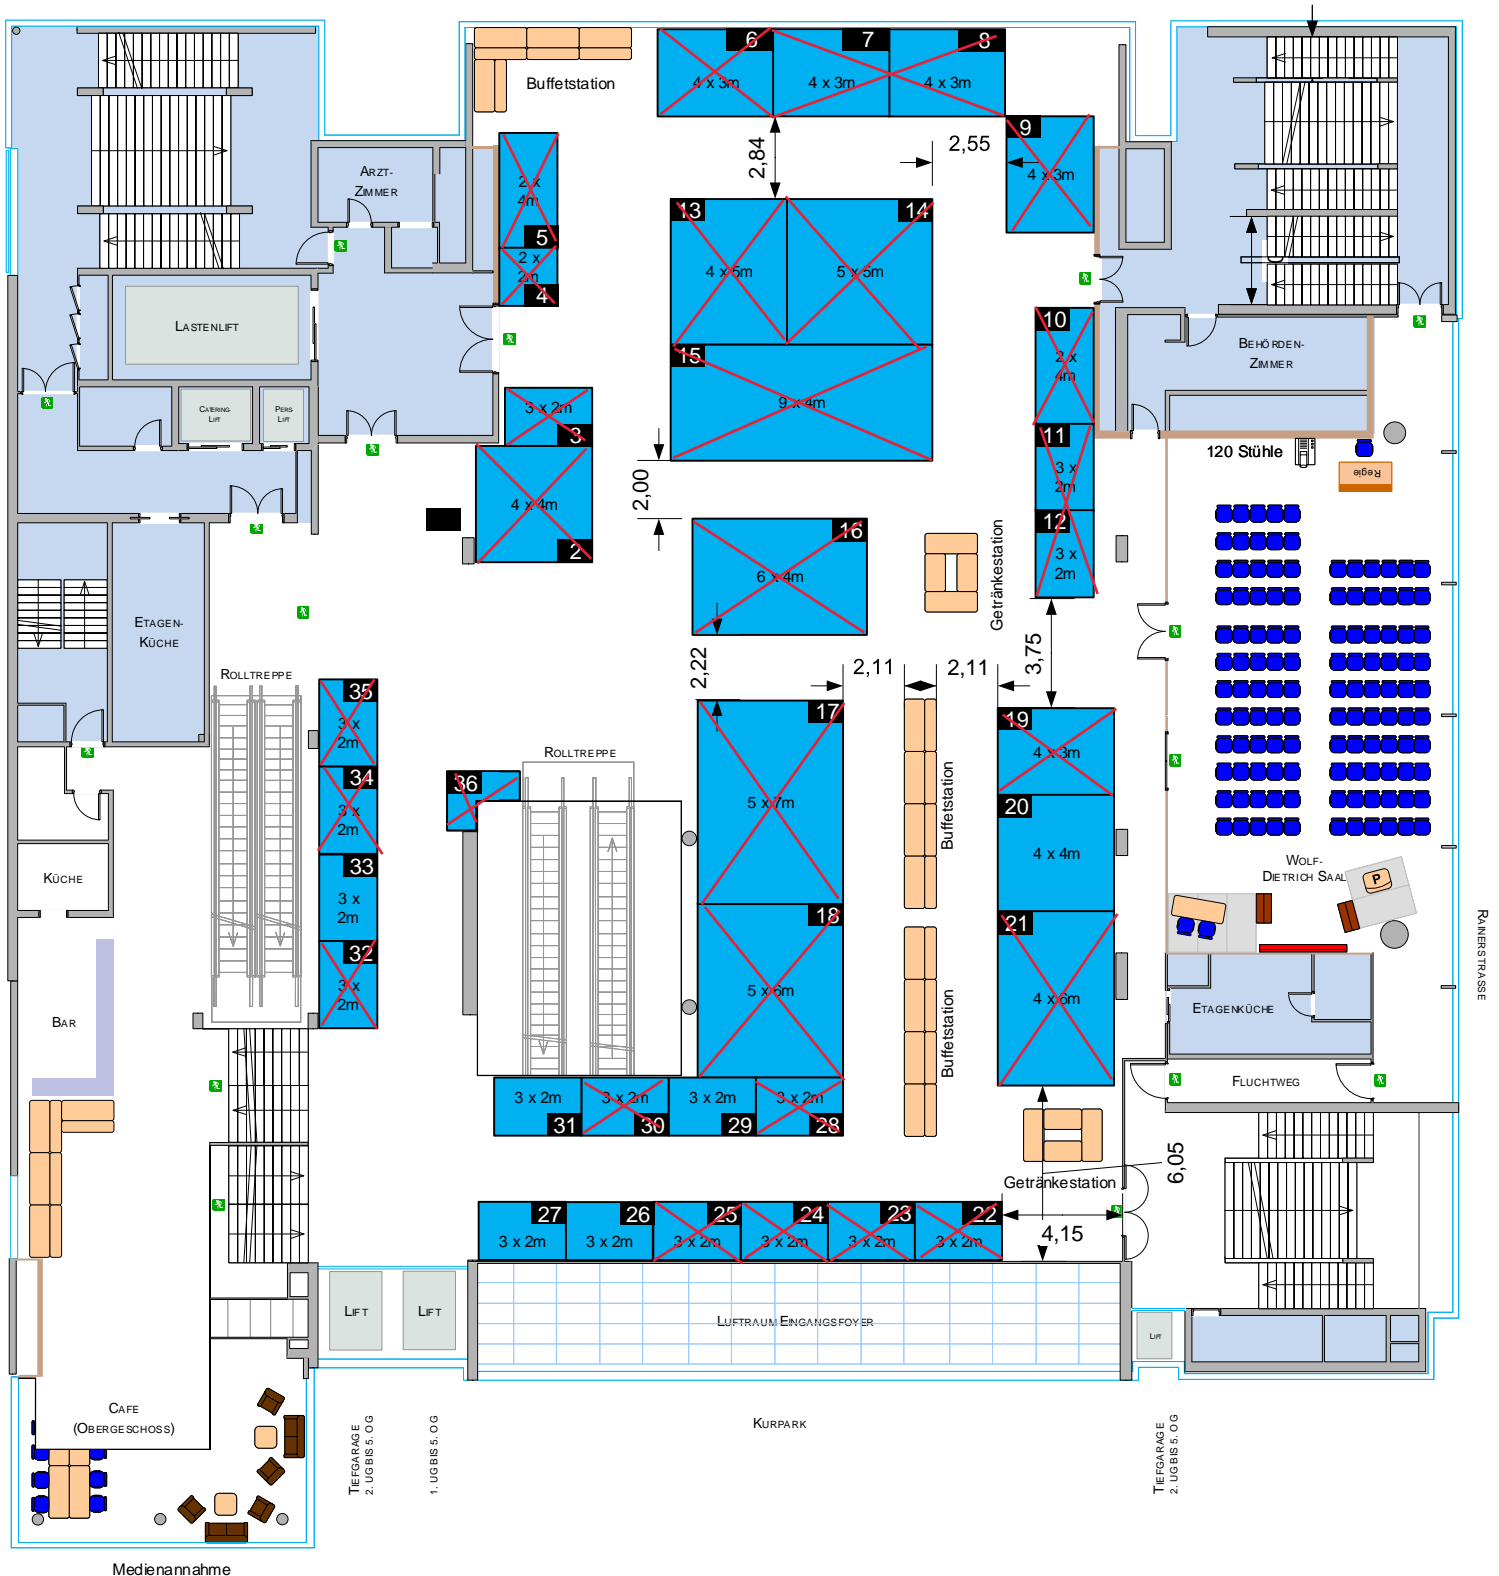 Buffetstation
6
7
8
4 x 3m
4 x 3m
4 x 3m
9
4 x 3m
2,84
2,55
ARZT-
ZIMMER
2 x
4m
5
2 x
2m
4
13
14
4 x 5m
5 x 5m
15
9 x 4m
LASTENLIFT
CATERING-
LIFT
PERS-
LIFT
10
2 x
4m
11
3 x
2m
12
3 x
2m
BEHÖRDEN-
ZIMMER
3 x 2m
3
4 x 4m
2
2,00
16
6 x 4m
Getränkestation
120 Stühle
Regie
ETAGEN-
KÜCHE
ROLLTREPPE
2,22
2,11
2,11
3,75
35
3 x
2m
34
3 x
2m
33
3 x
2m
32
3 x
2m
36
ROLLTREPPE
17
5 x 7m
18
5 x 6m
Buffetstation
Buffetstation
19
4 x 3m
20
4 x 4m
21
4 x 6m
WOLF-
DIETRICH SAAL
P
RAINERSTRASSE
KÜCHE
BAR
ETAGENKÜCHE
FLUCHTWEG
3 x 2m
31
3 x 2m
30
3 x 2m
29
3 x 2m
28
Getränkestation
6,05
4,15
27
3 x 2m
26
3 x 2m
25
3 x 2m
24
3 x 2m
23
3 x 2m
22
3 x 2m
LIFT
LIFT
LUFTRAUM EINGANGSFOYER
LIFT
CAFE
(OBERGESCHOSS)
KURPARK
TIEFGARAGE
2. UG BIS 5. OG
1. UG BIS 5. OG
TIEFGARAGE
2. UG BIS 5. OG
Medienannahme